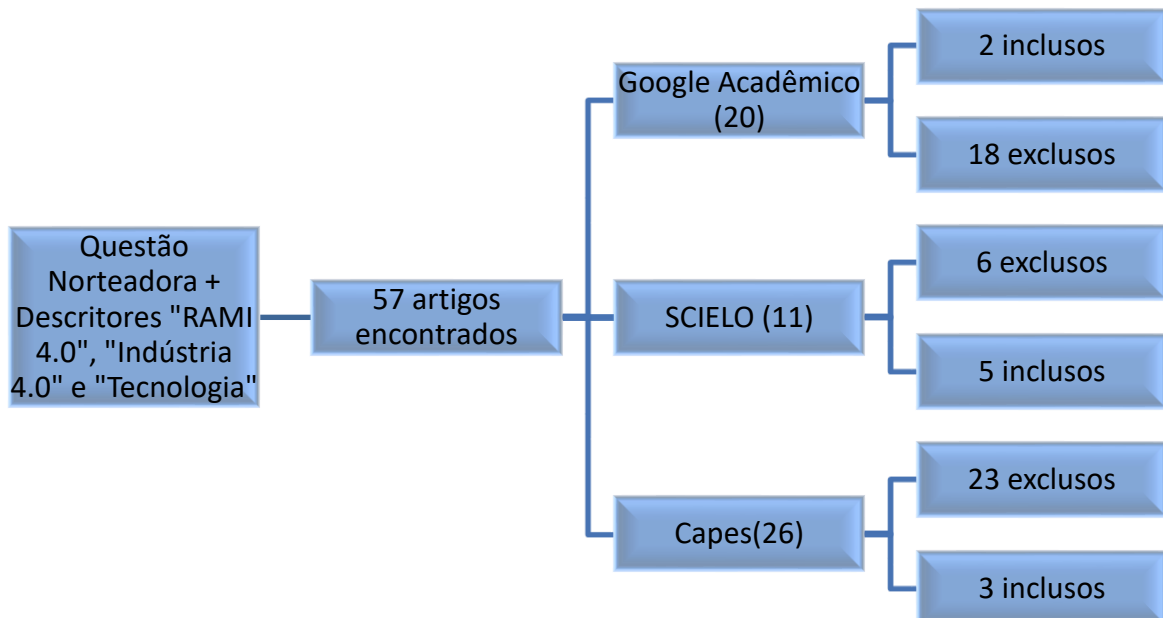 Questão
Norteadora +
Descritores "RAMI
4.0", "Indústria
4.0" e "Tecnologia"
57 artigos
encontrados
Google Acadêmico
(20)
2 inclusos
18 exclusos
SCIELO (11)
6 exclusos
5 inclusos
Capes(26)
23 exclusos
3 inclusos